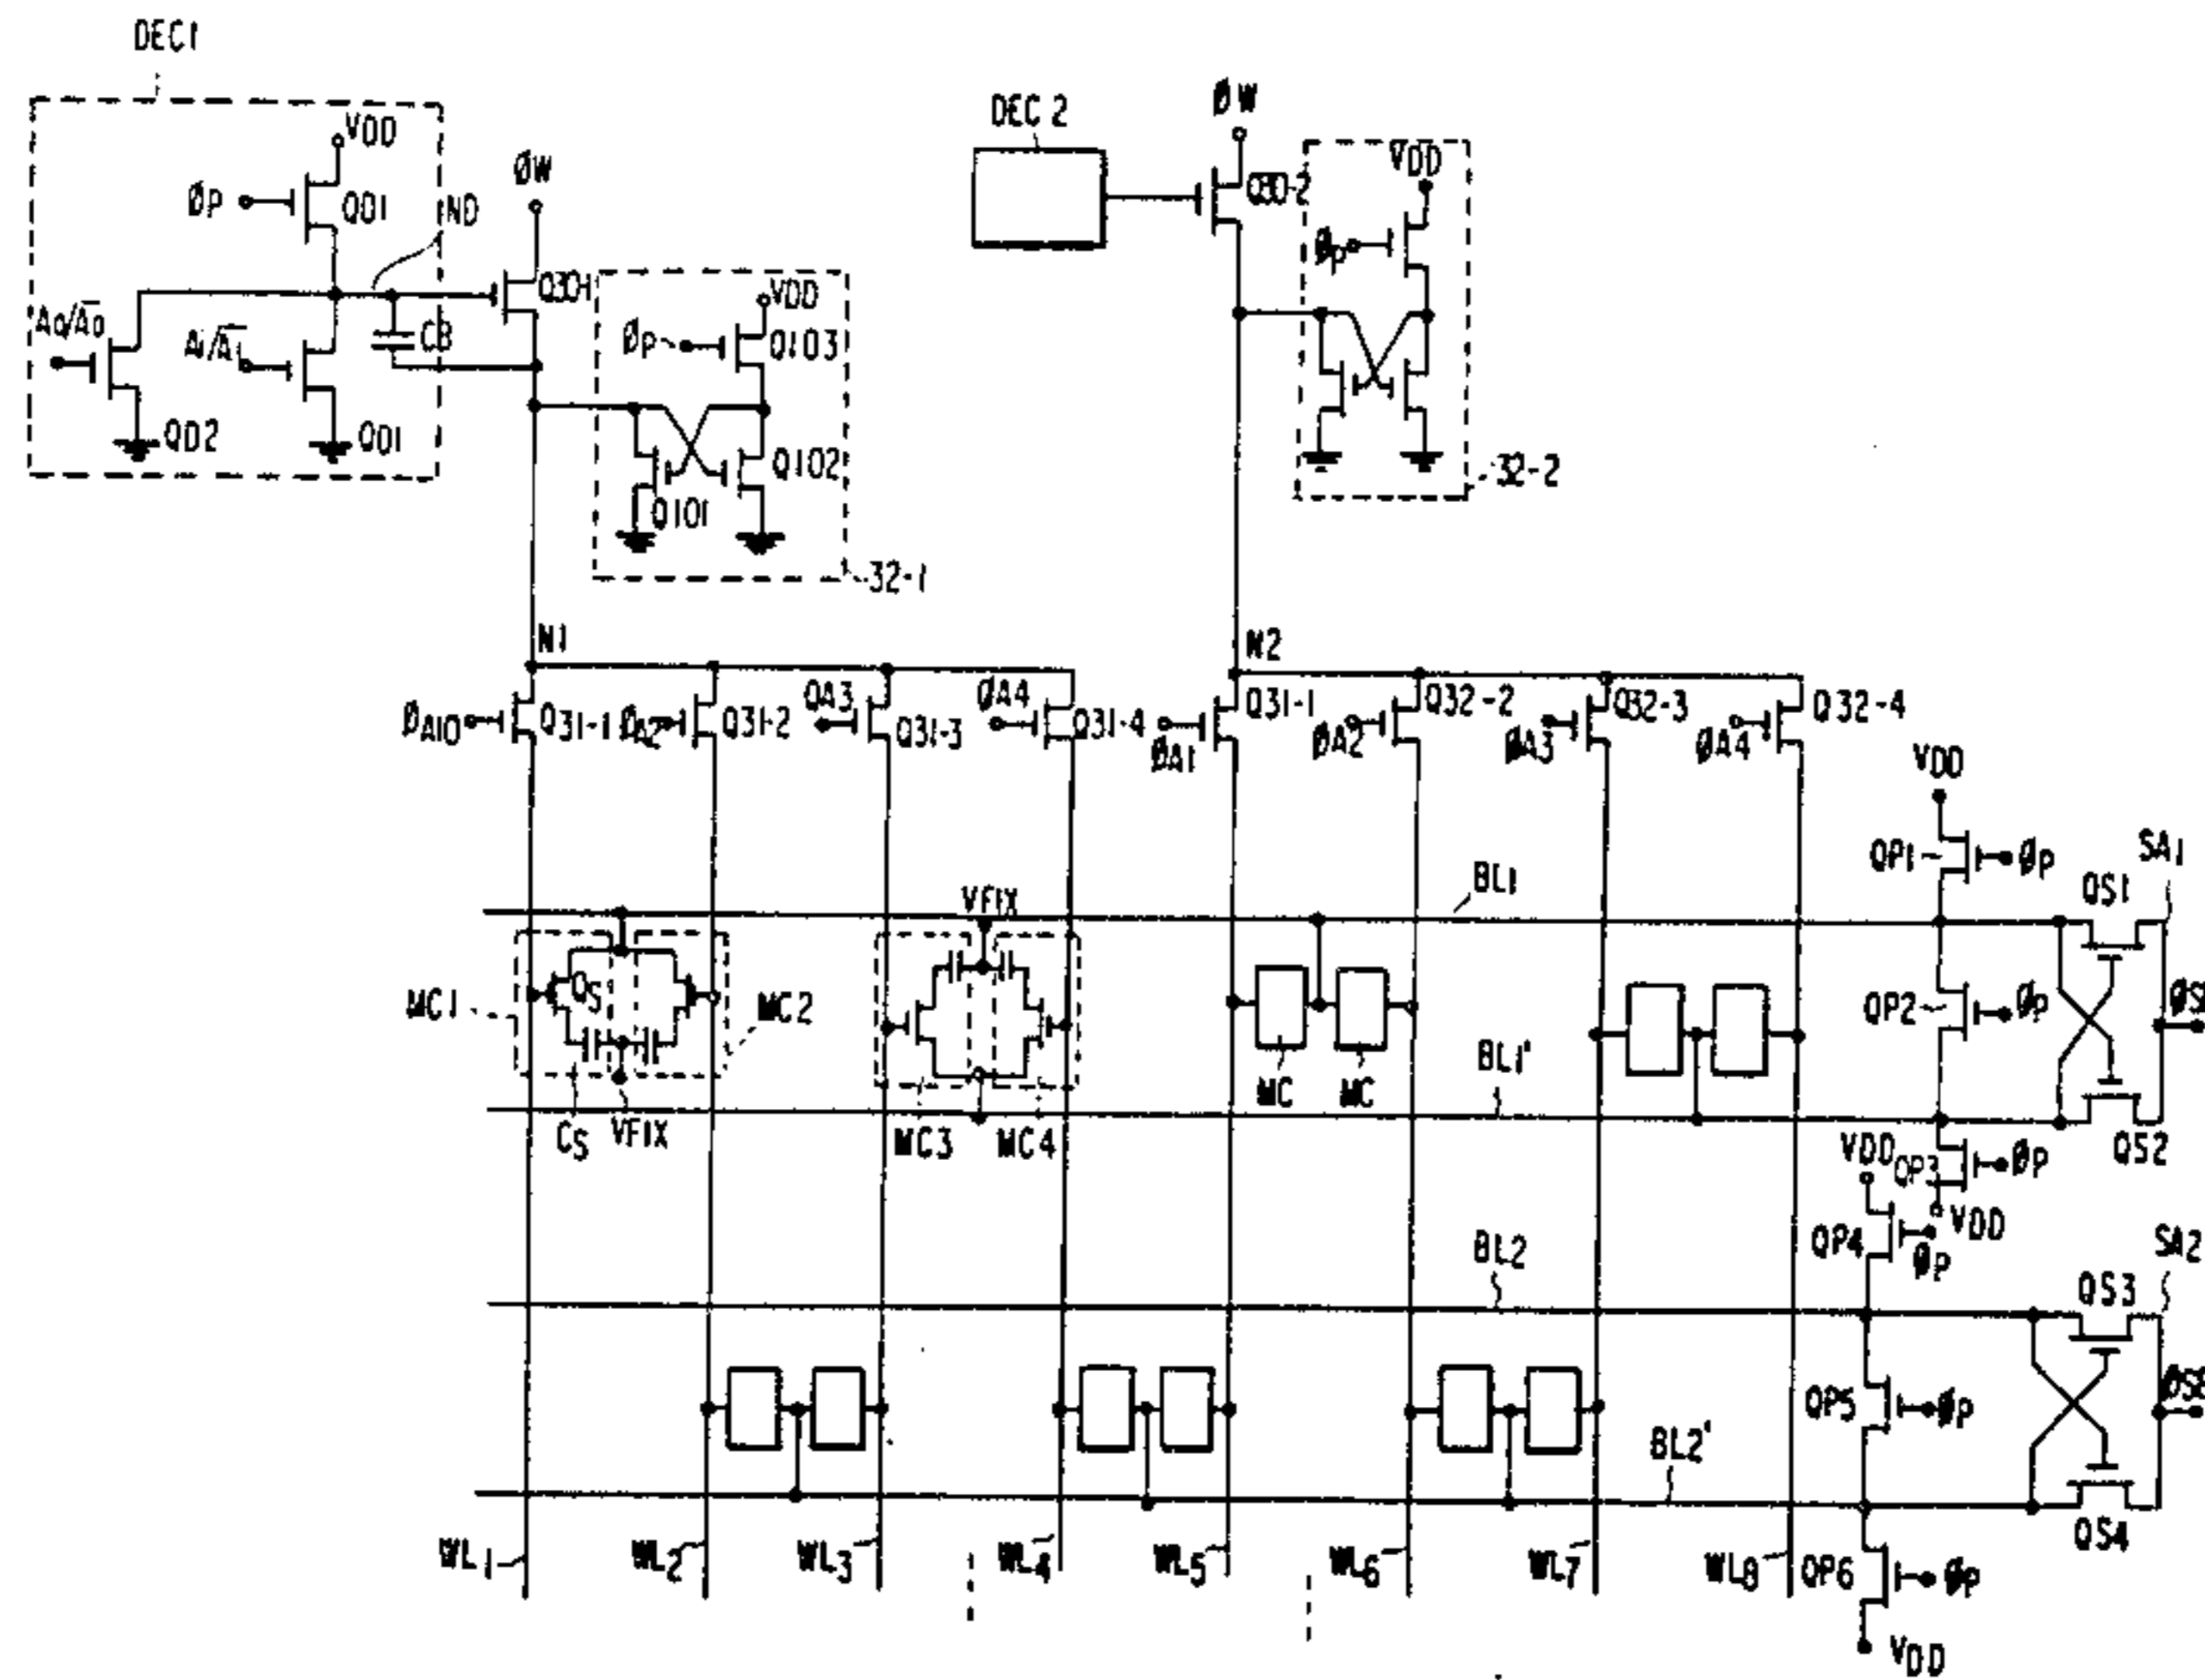 DEC1
VDD
ØP
QD1
ND
ØW
Q30-1
A0/A̅0̅
Ai/A̅i̅
CB
QD2
QD1
VDD
ØP
Q103
Q102
Q101
32-1
DEC 2
ØW
Q30-2
VDD
ØP
32-2
N1
N2
ØA10
Q31-1
ØA2
Q31-2
QA3
Q31-3
ØA4
Q31-4
ØA1
Q31-1
ØA2
Q32-2
ØA3
Q32-3
ØA4
Q32-4
VDD
QP1
ØP
QS1
SA1
BL1
VFIX
MC1
QS
MC2
QP2
ØP
BL1'
MC
MC
CS
VFIX
MC3
MC4
QS2
VDD
QP3
ØP
QP4
ØP
VDD
BL2
QS3
SA2
QP5
ØP
BL2'
QS4
WL1
WL2
WL3
WL4
WL5
WL6
WL7
WL8
QP6
ØP
VDD